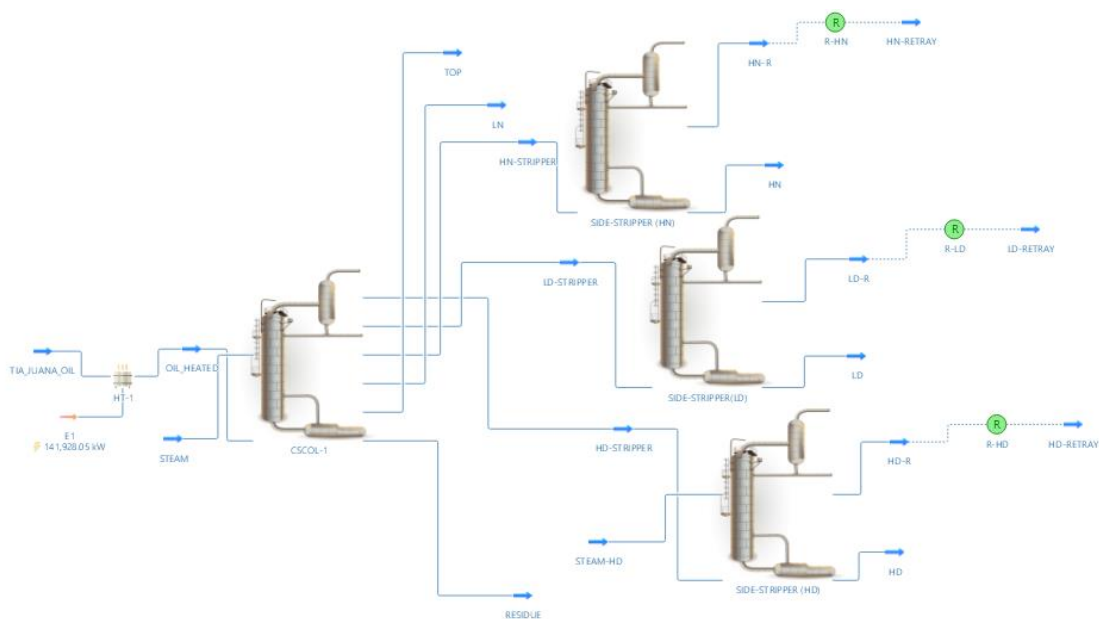 R
R-HN
HN-RETRAY
HN-R
TOP
LN
HN-STRIPPER
HN
SIDE-STRIPPER (HN)
R
R-LD
LD-RETRAY
LD-R
LD-STRIPPER
TIA_JUANA_OIL
HT-1
OIL_HEATED
E1
141,928.05 kW
STEAM
CSCOL-1
LD
SIDE-STRIPPER(LD)
R
R-HD
HD-RETRAY
HD-STRIPPER
HD-R
STEAM-HD
HD
SIDE-STRIPPER (HD)
RESIDUE